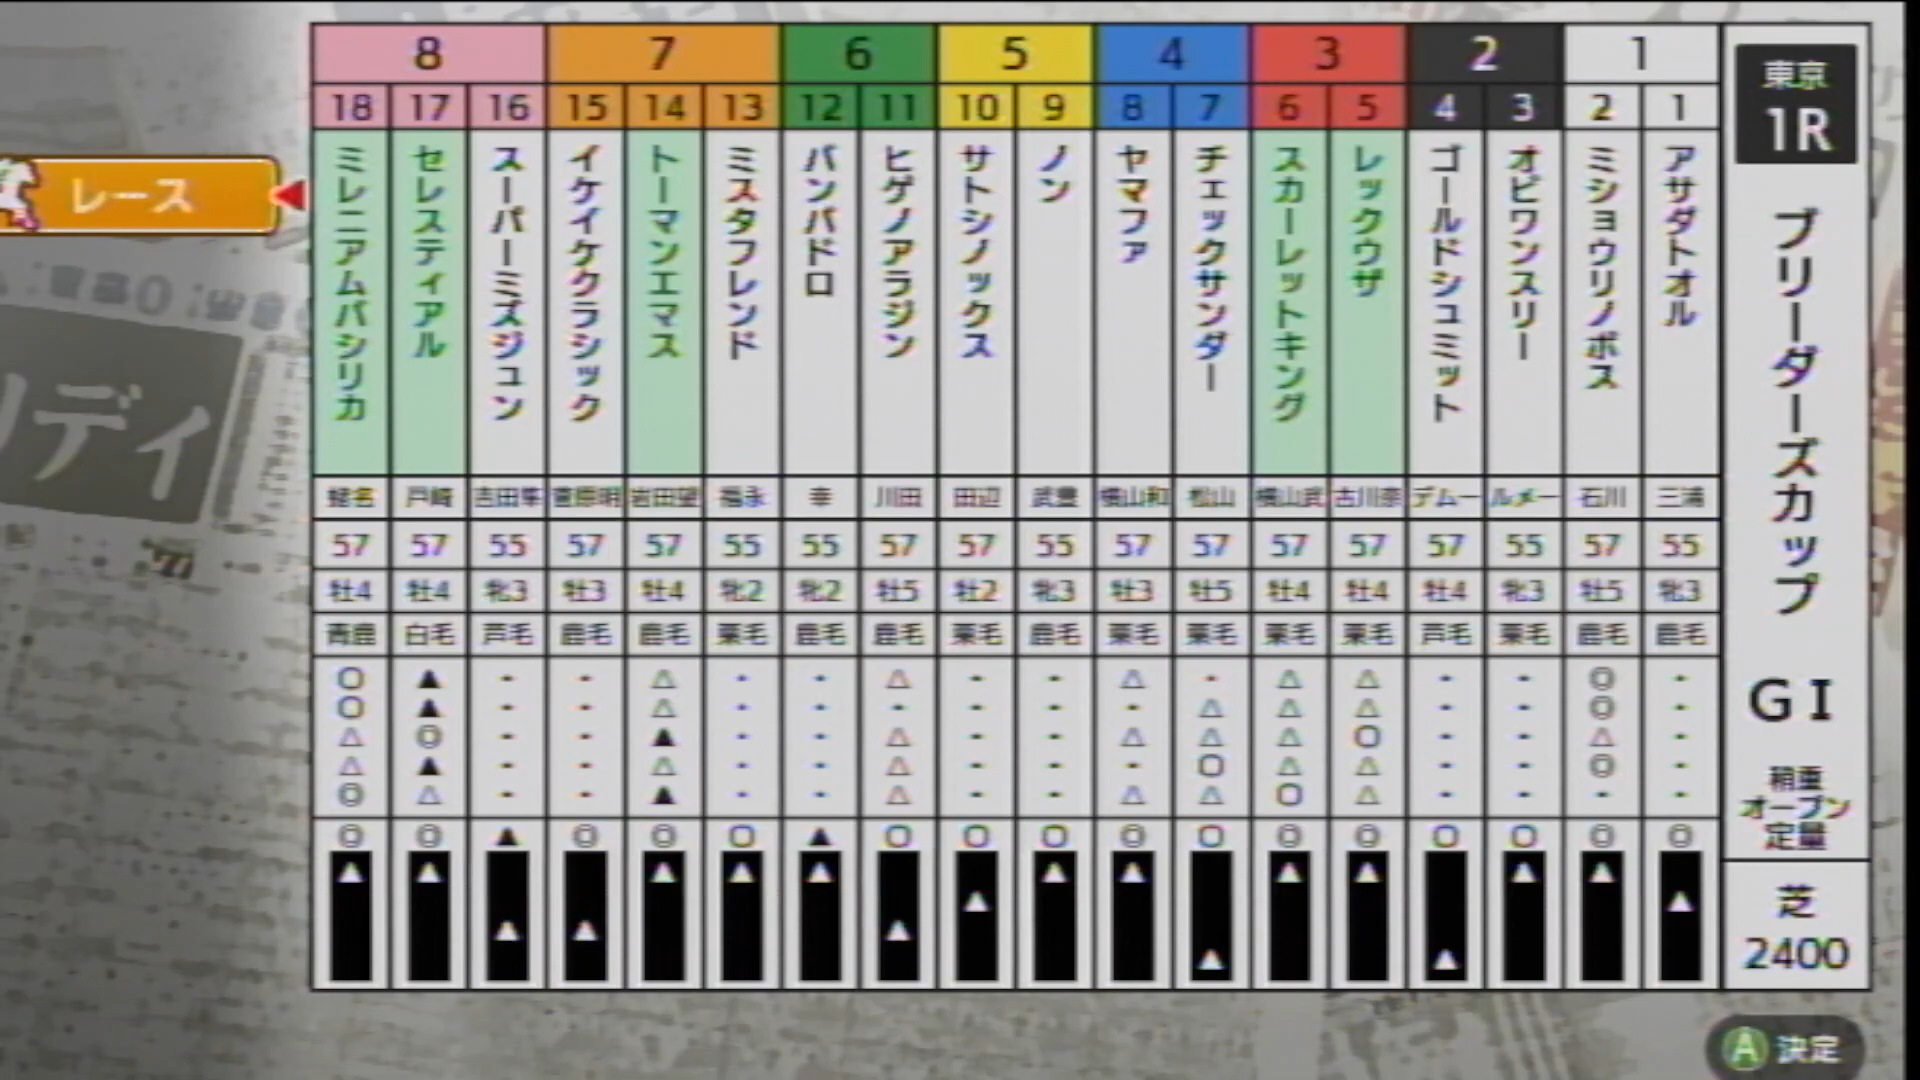 レース
リディ
東京
1R
ブリーダーズカップ
GⅠ
稍重
オープン
定量
芝
2400
8 7 6 5 4 3 2 1
18 17 16 15 14 13 12 11 10 9 8 7 6 5 4 3 2 1
ミレニアムバシリカ
セレスティアル
スーパーミズジュン
イケイケクラシック
トーマンエマス
ミスタフレンド
バンバドロ
ヒゲノアラジン
サトシノックス
ノン
ヤマファ
チェックサンダー
スカーレットキング
レックウザ
ゴールドシュミット
オビワンスリー
ミショウリノボス
アサダトオル
蛯名 戸崎 吉田隼 菅原明 岩田望 福永 幸 川田 田辺 武豊 横山和 松山 横山武 古川奈 デムー ルメー 石川 三浦
57 57 55 57 57 55 55 57 57 55 57 57 57 57 57 55 57 55
牡4 牡4 牝3 牡3 牡4 牝2 牝2 牡5 牡2 牝3 牡3 牡5 牡4 牡4 牡4 牝3 牡5 牝3
青鹿 白毛 芦毛 鹿毛 鹿毛 栗毛 鹿毛 鹿毛 栗毛 鹿毛 栗毛 栗毛 栗毛 栗毛 芦毛 栗毛 鹿毛 鹿毛
○ ▲ - - △ - - △ - - △ - △ △ - - ◎ -
○ ▲ - - △ - - - - - - △ △ △ - - ◎ -
△ ◎ - - ▲ - - △ - - △ △ △ ○ - - △ -
△ ▲ - - △ - - △ - - - ○ △ △ - - ◎ -
◎ △ - - ▲ - - △ - - △ △ ○ △ - - - -
◎ ◎ ▲ ◎ ◎ ○ ▲ ○ ○ ○ ◎ ○ ◎ ◎ ○ ○ ◎ ◎
A 決定